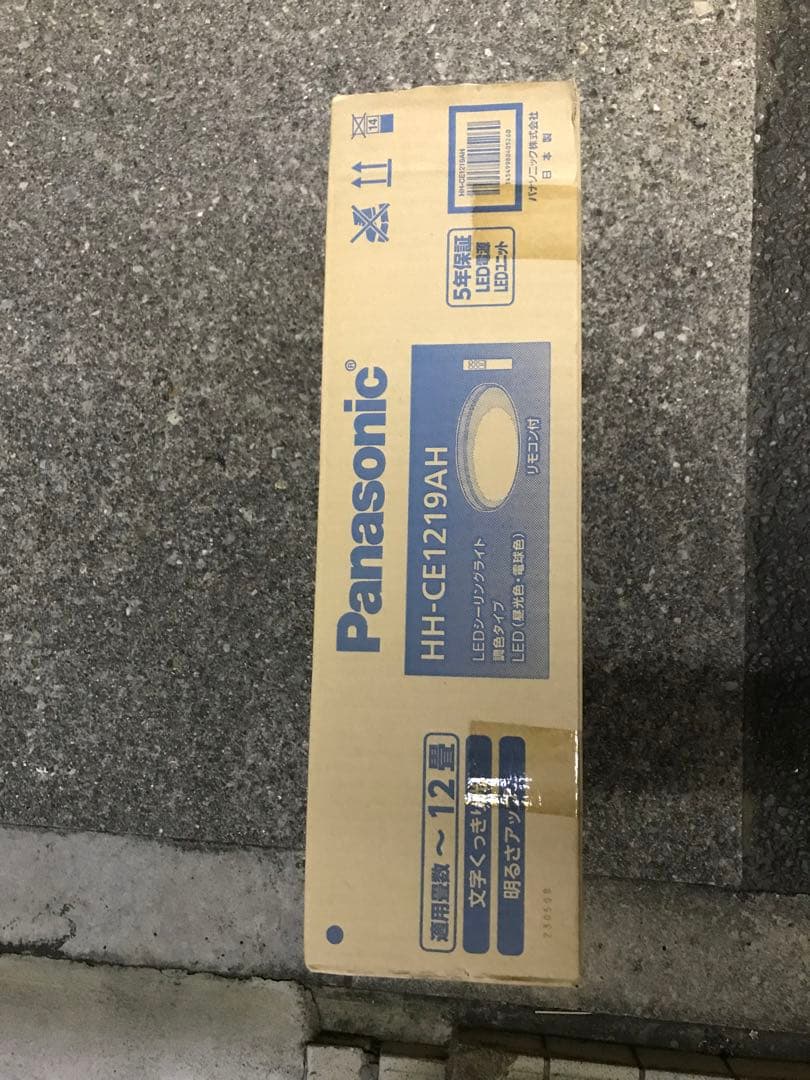 適用畳数 ～12畳
文字くっきり
明るさアップ
230508
Panasonic®
HH-CE1219AH
LEDシーリングライト
調色タイプ
LED（昼光色・電球色）
リモコン付
5年保証
LED電源
LEDユニット
14
HH-CE1219AH
パナソニック株式会社
日本製